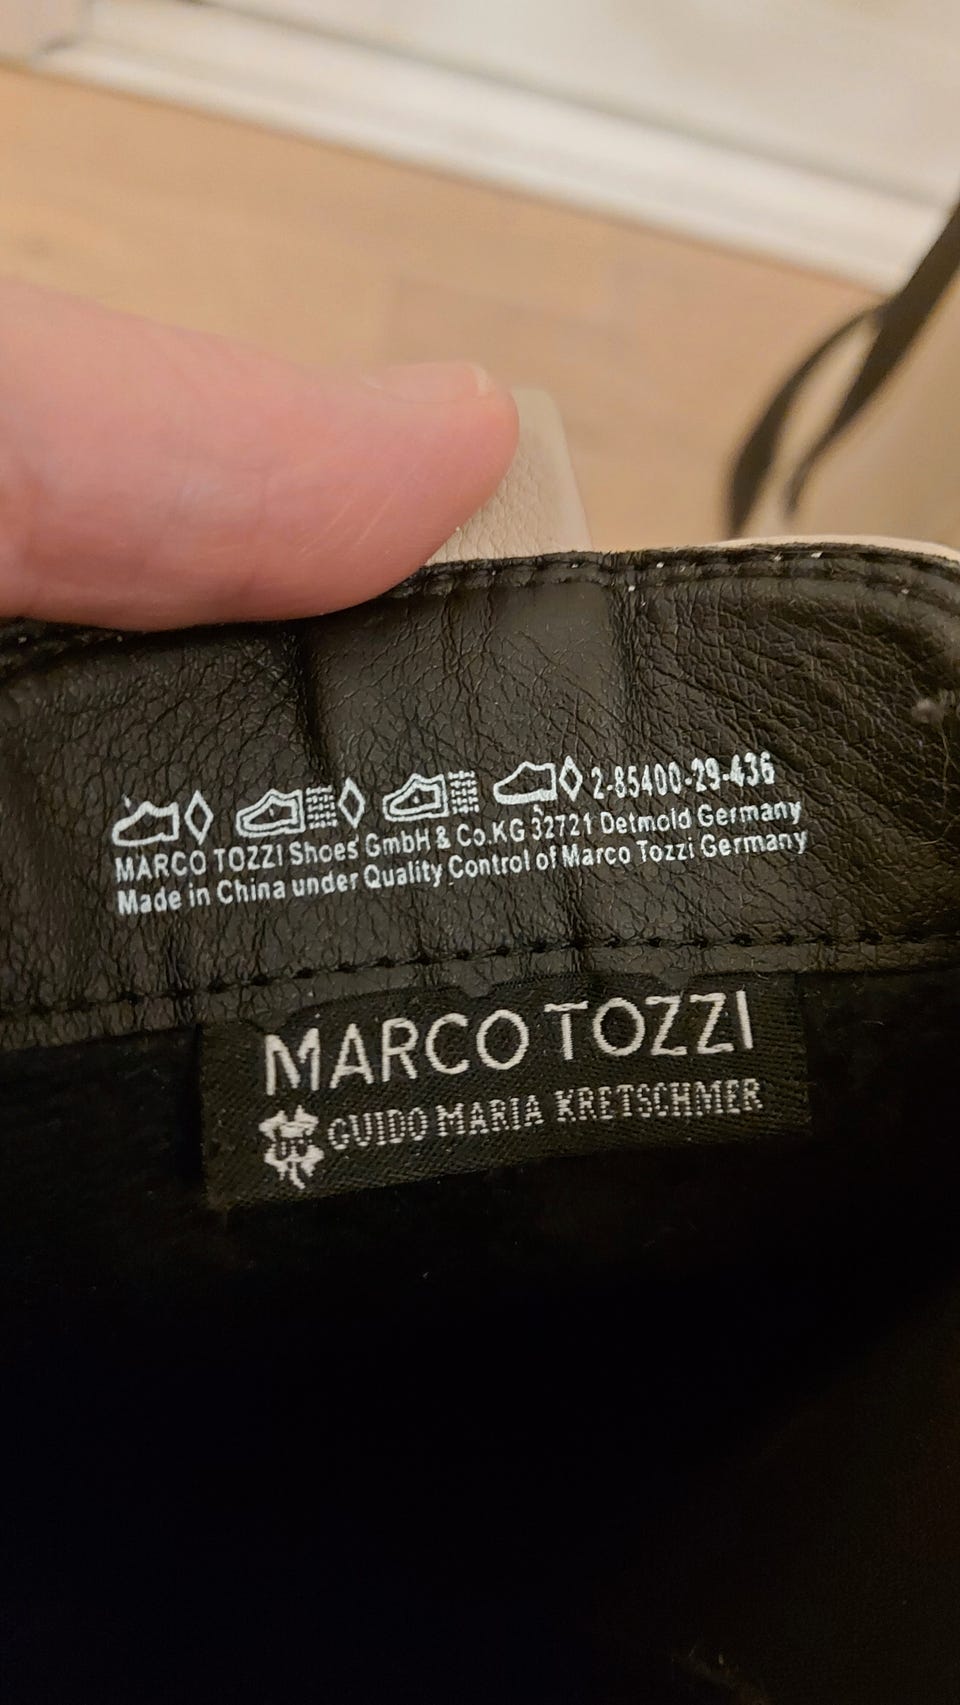 2-85400-29-436
MARCO TOZZI Shoes GmbH & Co.KG 32721 Detmold Germany
Made in China under Quality Control of Marco Tozzi Germany
MARCO TOZZI
GUIDO MARIA KRETSCHMER